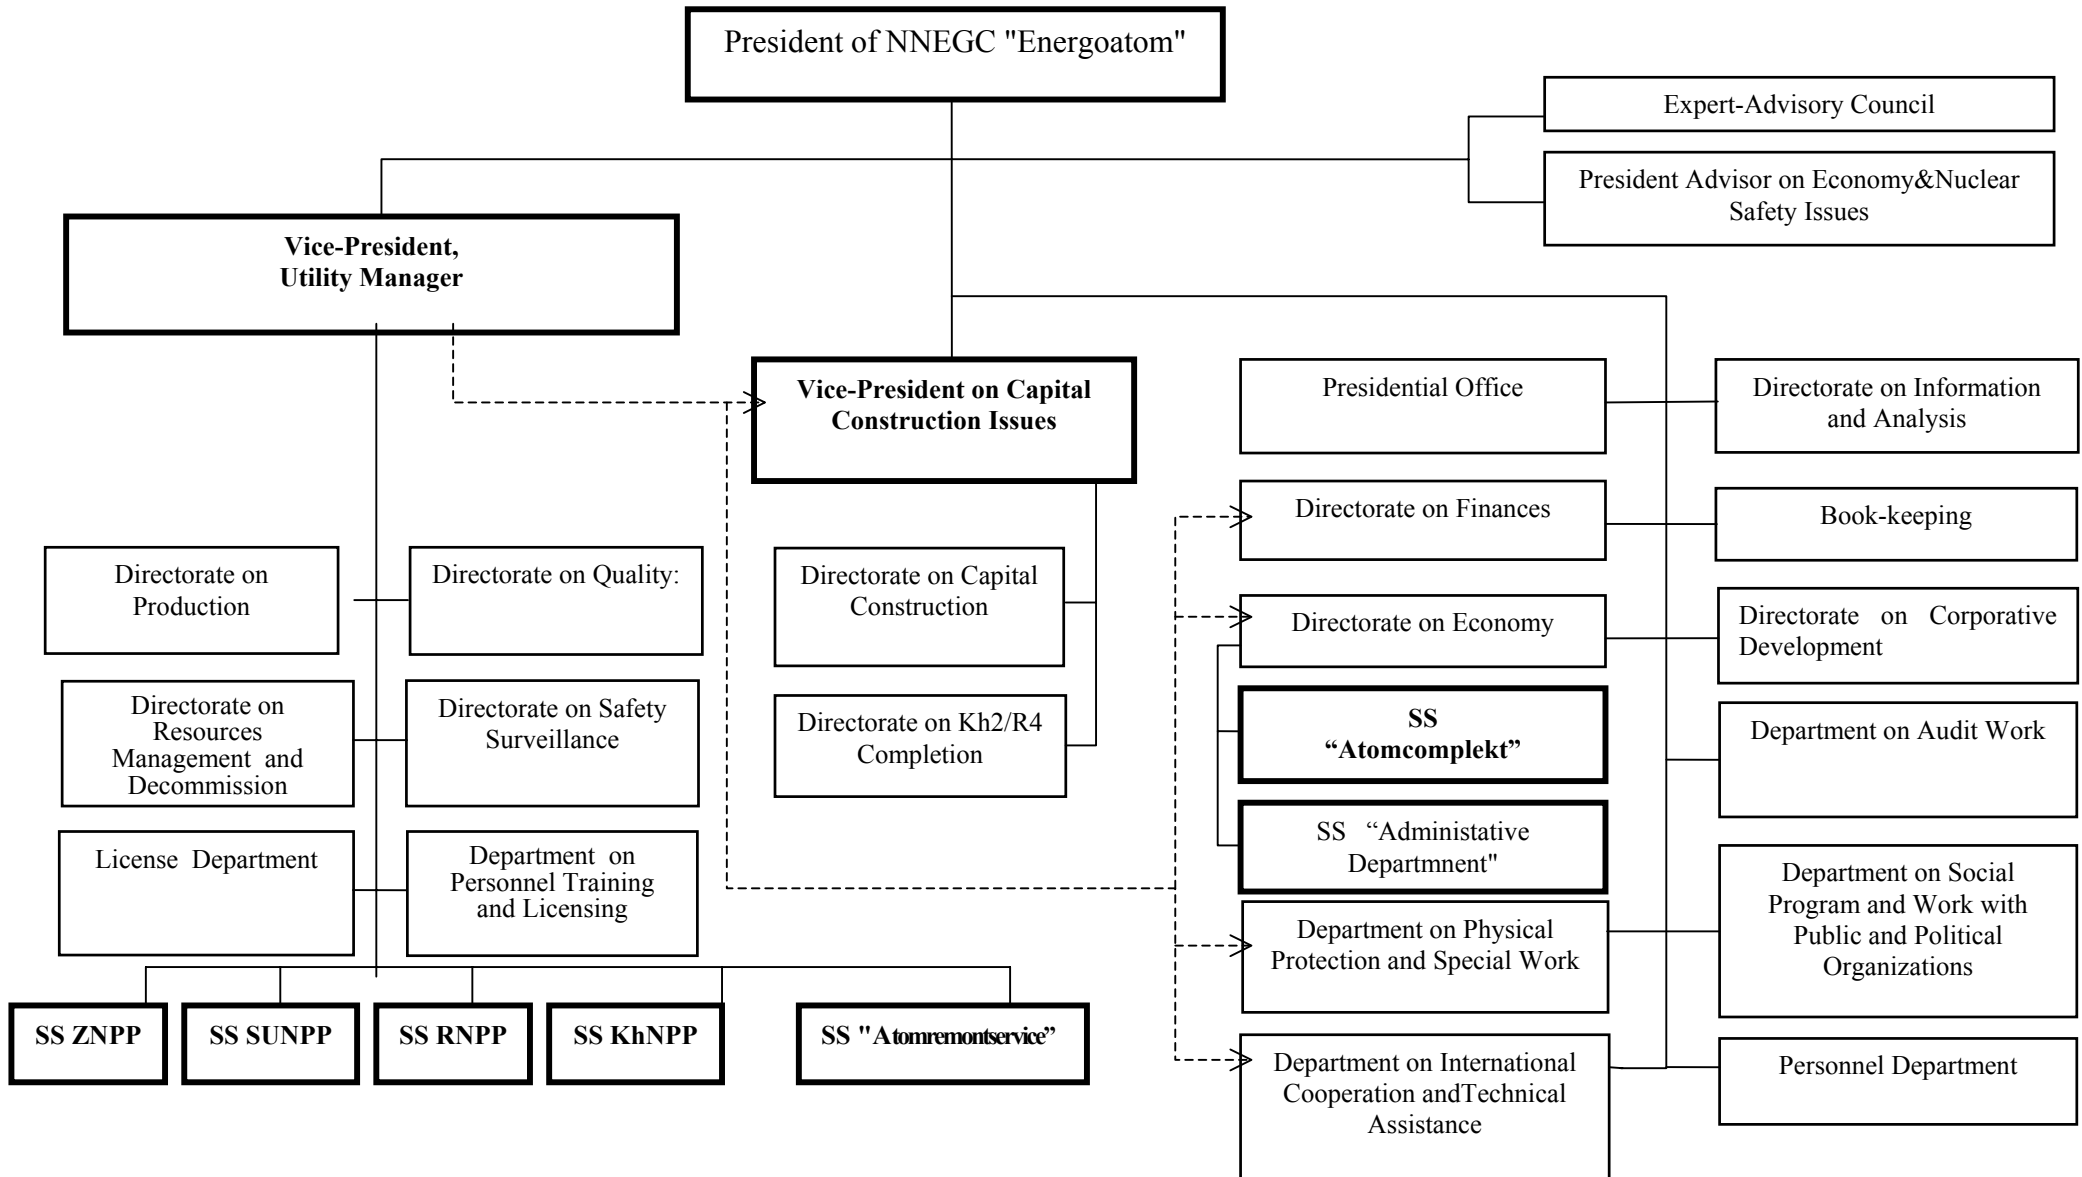 President of NNEGC "Energoatom"
Expert-Advisory Council
President Advisor on Economy&Nuclear
Safety Issues
Vice-President,
Utility Manager
Vice-President on Capital
Construction Issues
Presidential Office
Directorate on Information
and Analysis
Directorate on Finances
Book-keeping
Directorate on
Production
Directorate on Quality:
Directorate on Capital
Construction
Directorate on Economy
Directorate on Corporative
Development
Directorate on
Resources
Management and
Decommission
Directorate on Safety
Surveillance
Directorate on Kh2/R4
Completion
SS
“Atomcomplekt”
Department on Audit Work
License Department
Department on
Personnel Training
and Licensing
SS “Administative
Departmnent"
Department on Social
Program and Work with
Public and Political
Organizations
Department on Physical
Protection and Special Work
SS ZNPP
SS SUNPP
SS RNPP
SS KhNPP
SS "Atomremontservice”
Department on International
Cooperation andTechnical
Assistance
Personnel Department